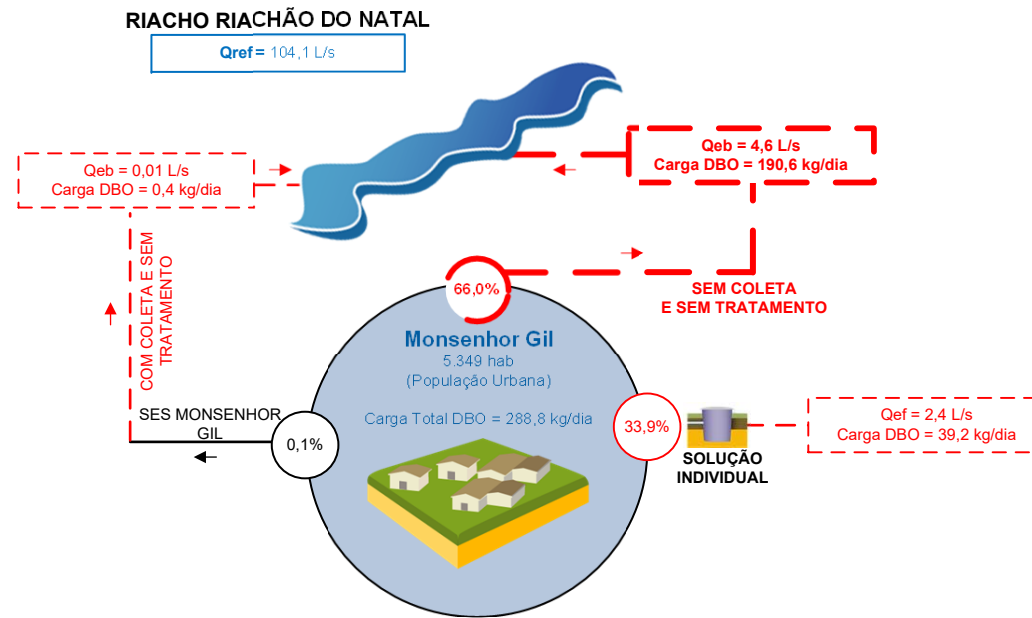 RIACHO RIACHÃO DO NATAL
Qref = 104,1 L/s
Qeb = 0,01 L/s
Carga DBO = 0,4 kg/dia
Qeb = 4,6 L/s
Carga DBO = 190,6 kg/dia
COM COLETA E SEM
TRATAMENTO
66,0%
SEM COLETA
E SEM TRATAMENTO
Monsenhor Gil
5.349 hab
(População Urbana)
Carga Total DBO = 288,8 kg/dia
SES MONSENHOR
GIL
0,1%
33,9%
SOLUÇÃO
INDIVIDUAL
Qef = 2,4 L/s
Carga DBO = 39,2 kg/dia